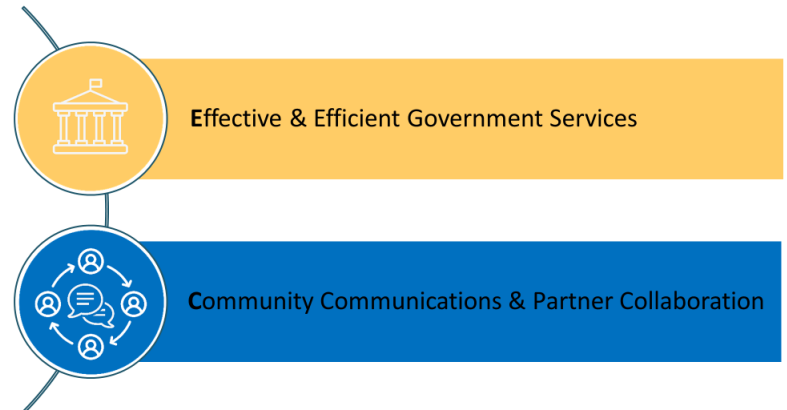 Effective & Efficient Government Services
Community Communications & Partner Collaboration